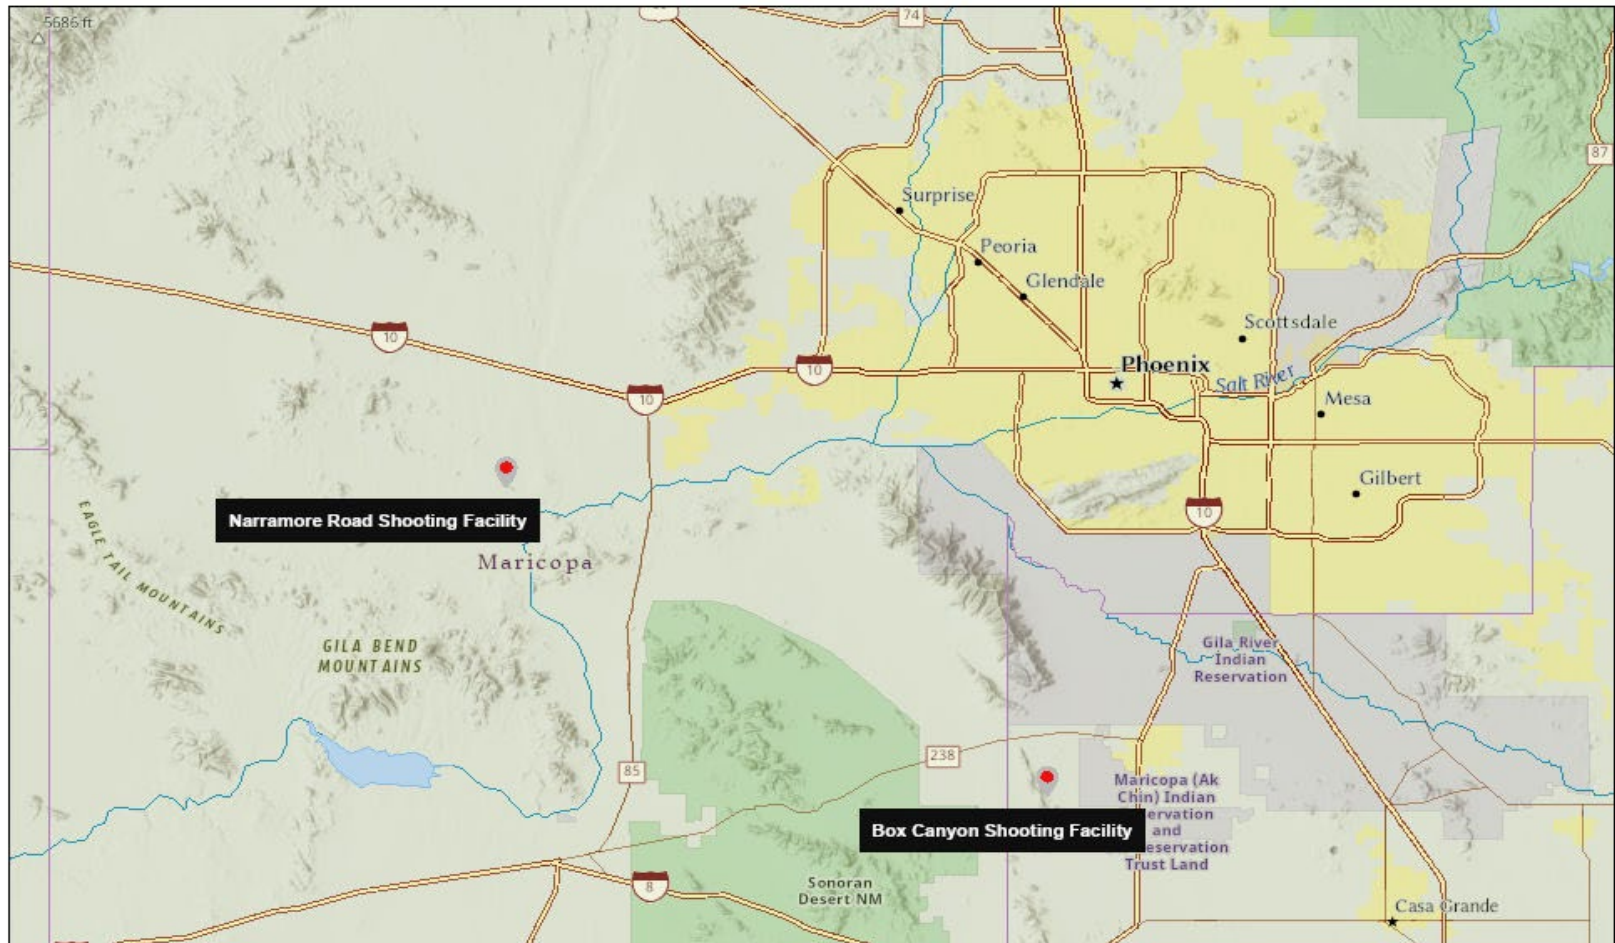 5686 ft
74
87
Surprise
Peoria
Glendale
10
Scottsdale
10
Phoenix
Salt River
10
Mesa
Gilbert
10
Narramore Road Shooting Facility
EAGLE TAIL MOUNTAINS
Maricopa
GILA BEND
MOUNTAINS
Gila River
Indian
Reservation
238
85
Maricopa (Ak
Chin) Indian
ervation
Box Canyon Shooting Facility
and
eservation
Trust Land
8
Sonoran
Desert NM
Casa Grande